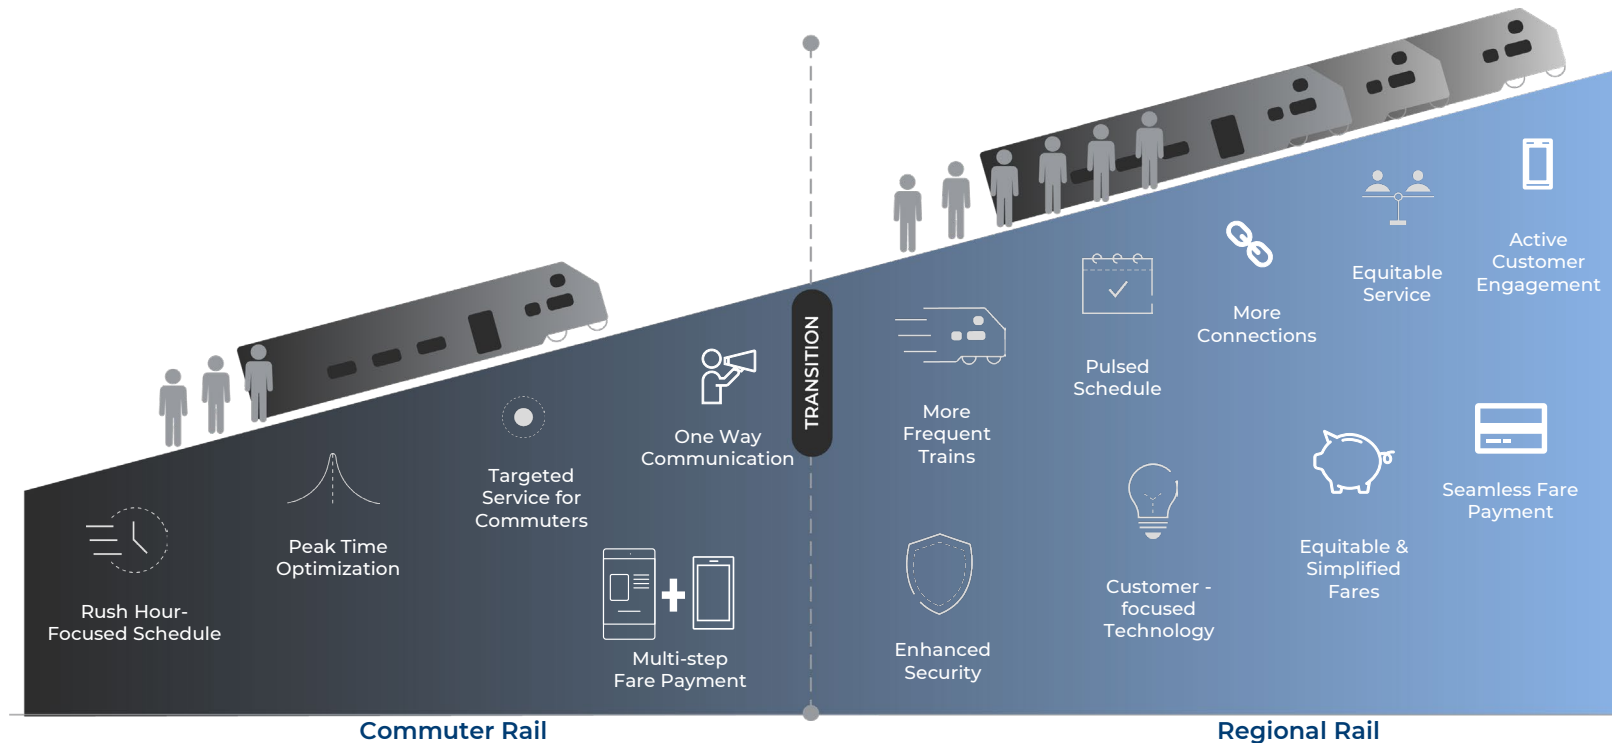 Rush Hour-
Focused Schedule
Peak Time
Optimization
Targeted
Service for
Commuters
One Way
Communication
Multi-step
Fare Payment
TRANSITION
More
Frequent
Trains
Enhanced
Security
Pulsed
Schedule
Customer -
focused
Technology
More
Connections
Equitable &
Simplified
Fares
Equitable
Service
Active
Customer
Engagement
Seamless Fare
Payment
Commuter Rail
Regional Rail